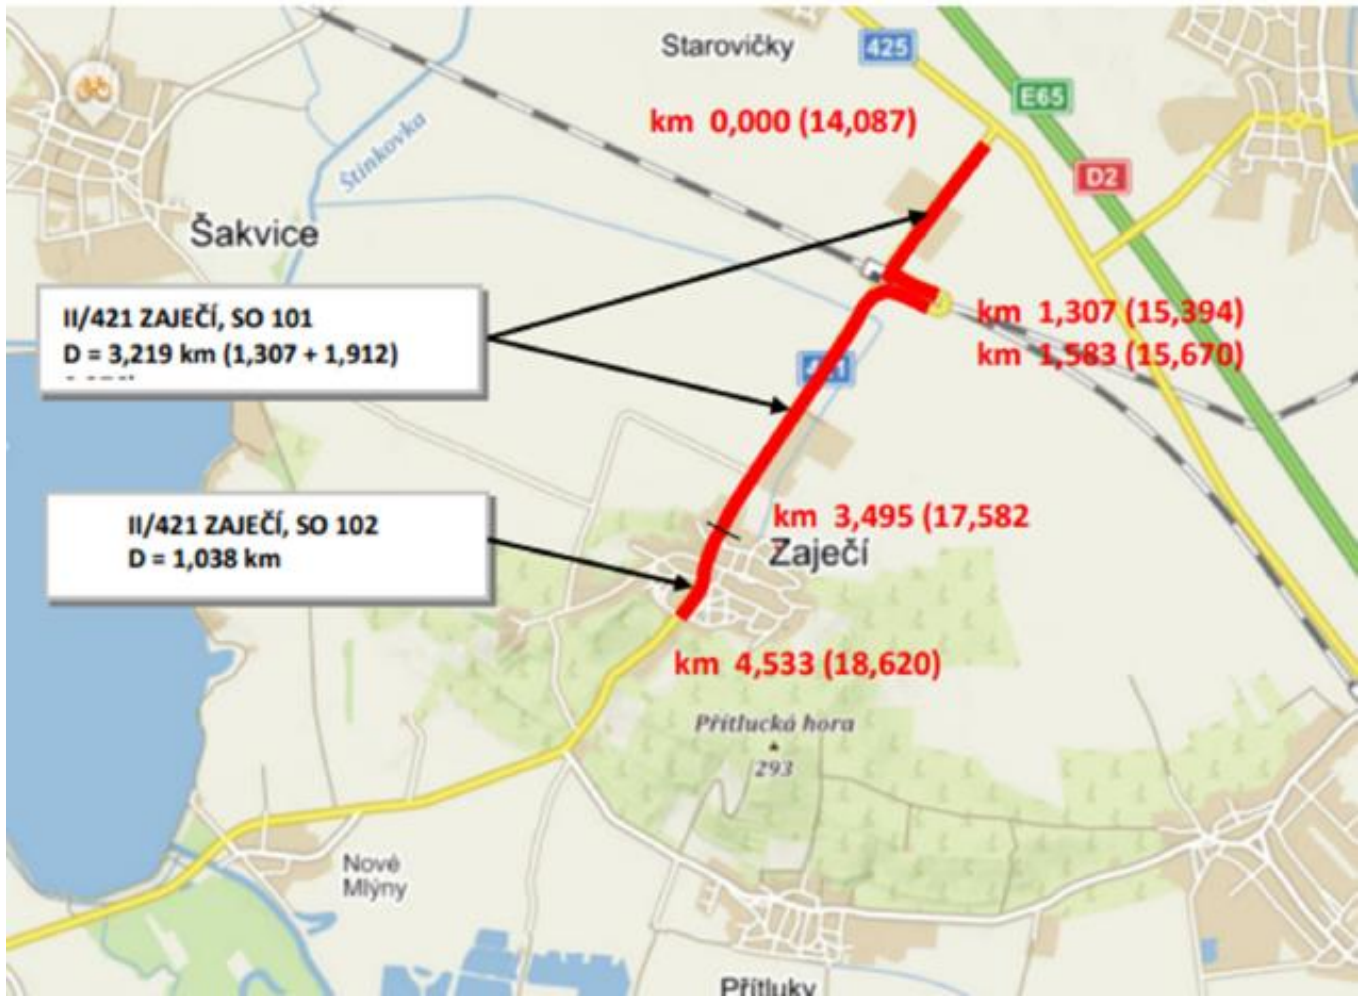 Starovičky
425
E65
km 0,000 (14,087)
Štinkovka
D2
Šakvice
II/421 ZAJEČÍ, SO 101
D = 3,219 km (1,307 + 1,912)
km 1,307 (15,394)
km 1,583 (15,670)
II/421 ZAJEČÍ, SO 102
D = 1,038 km
km 3,495 (17,582
Zaječí
km 4,533 (18,620)
Přítlucká hora
293
Nové
Mlýny
Přítluky